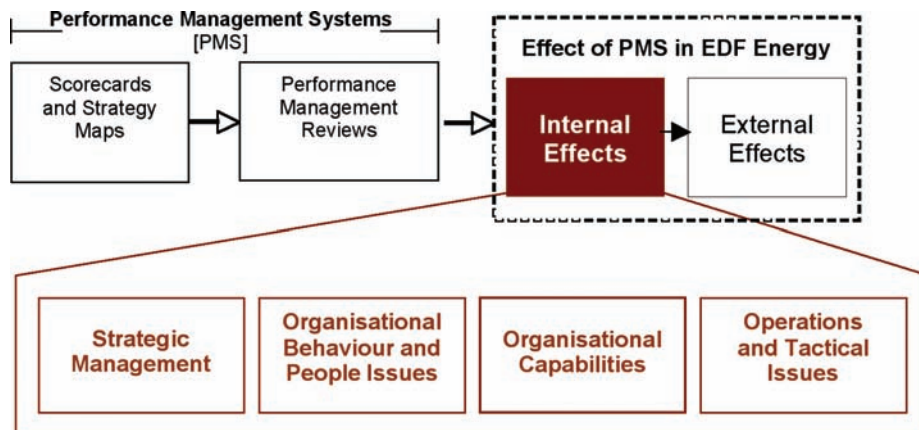 Performance Management Systems
[PMS]
Scorecards
and Strategy
Maps
Performance
Management
Reviews
Effect of PMS in EDF Energy
Internal
Effects
External
Effects
Strategic
Management
Organisational
Behaviour and
People Issues
Organisational
Capabilities
Operations
and Tactical
Issues